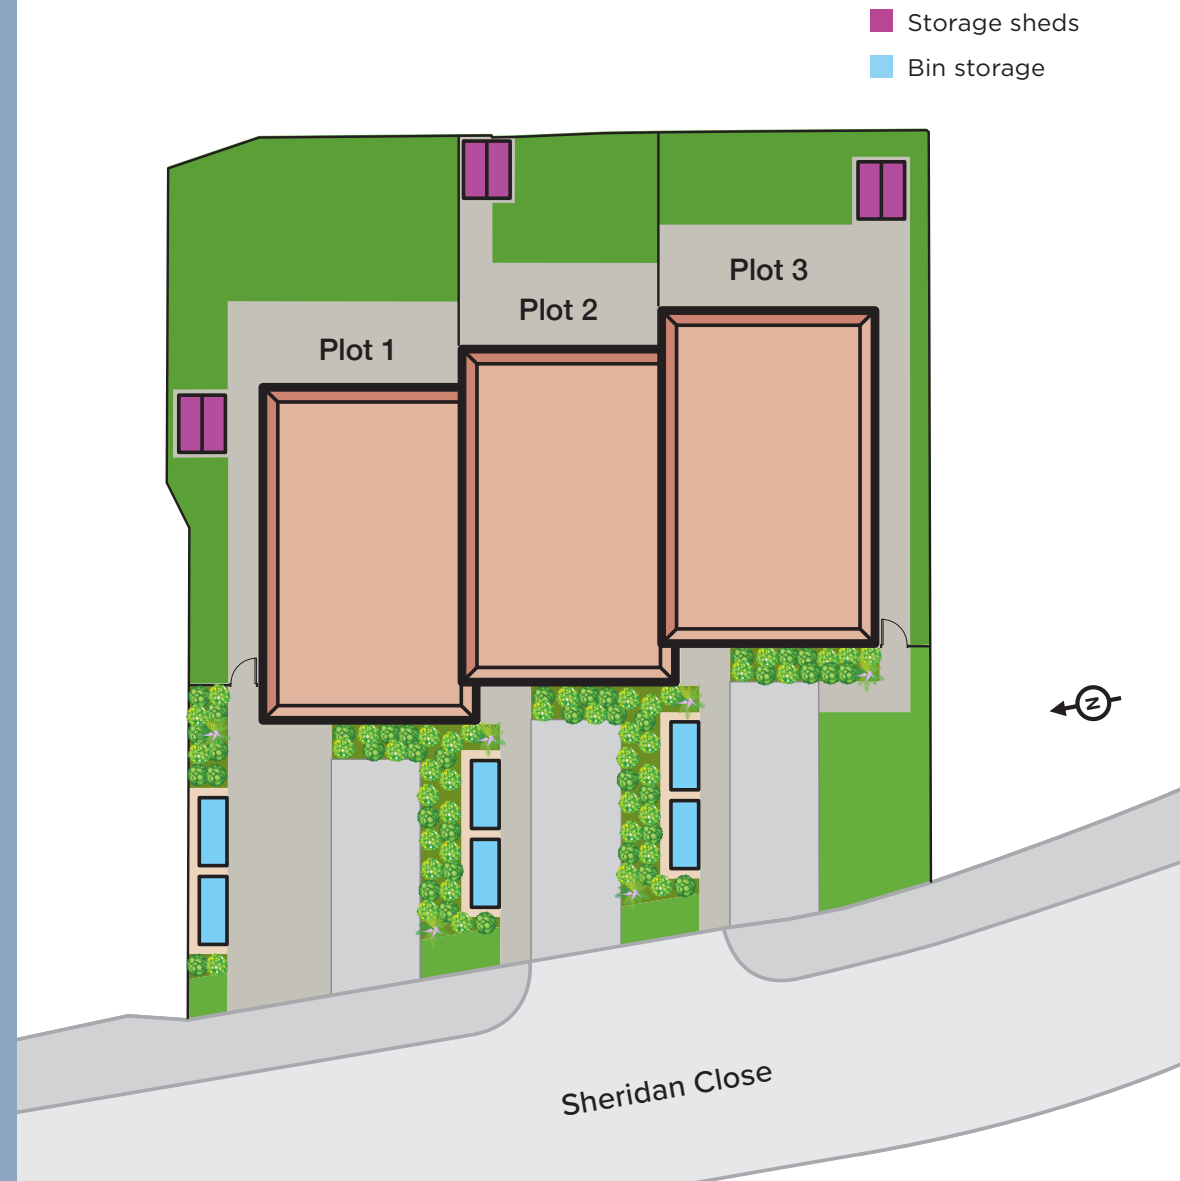 Storage sheds
Bin storage
Plot 3
Plot 2
Plot 1
N
Sheridan Close